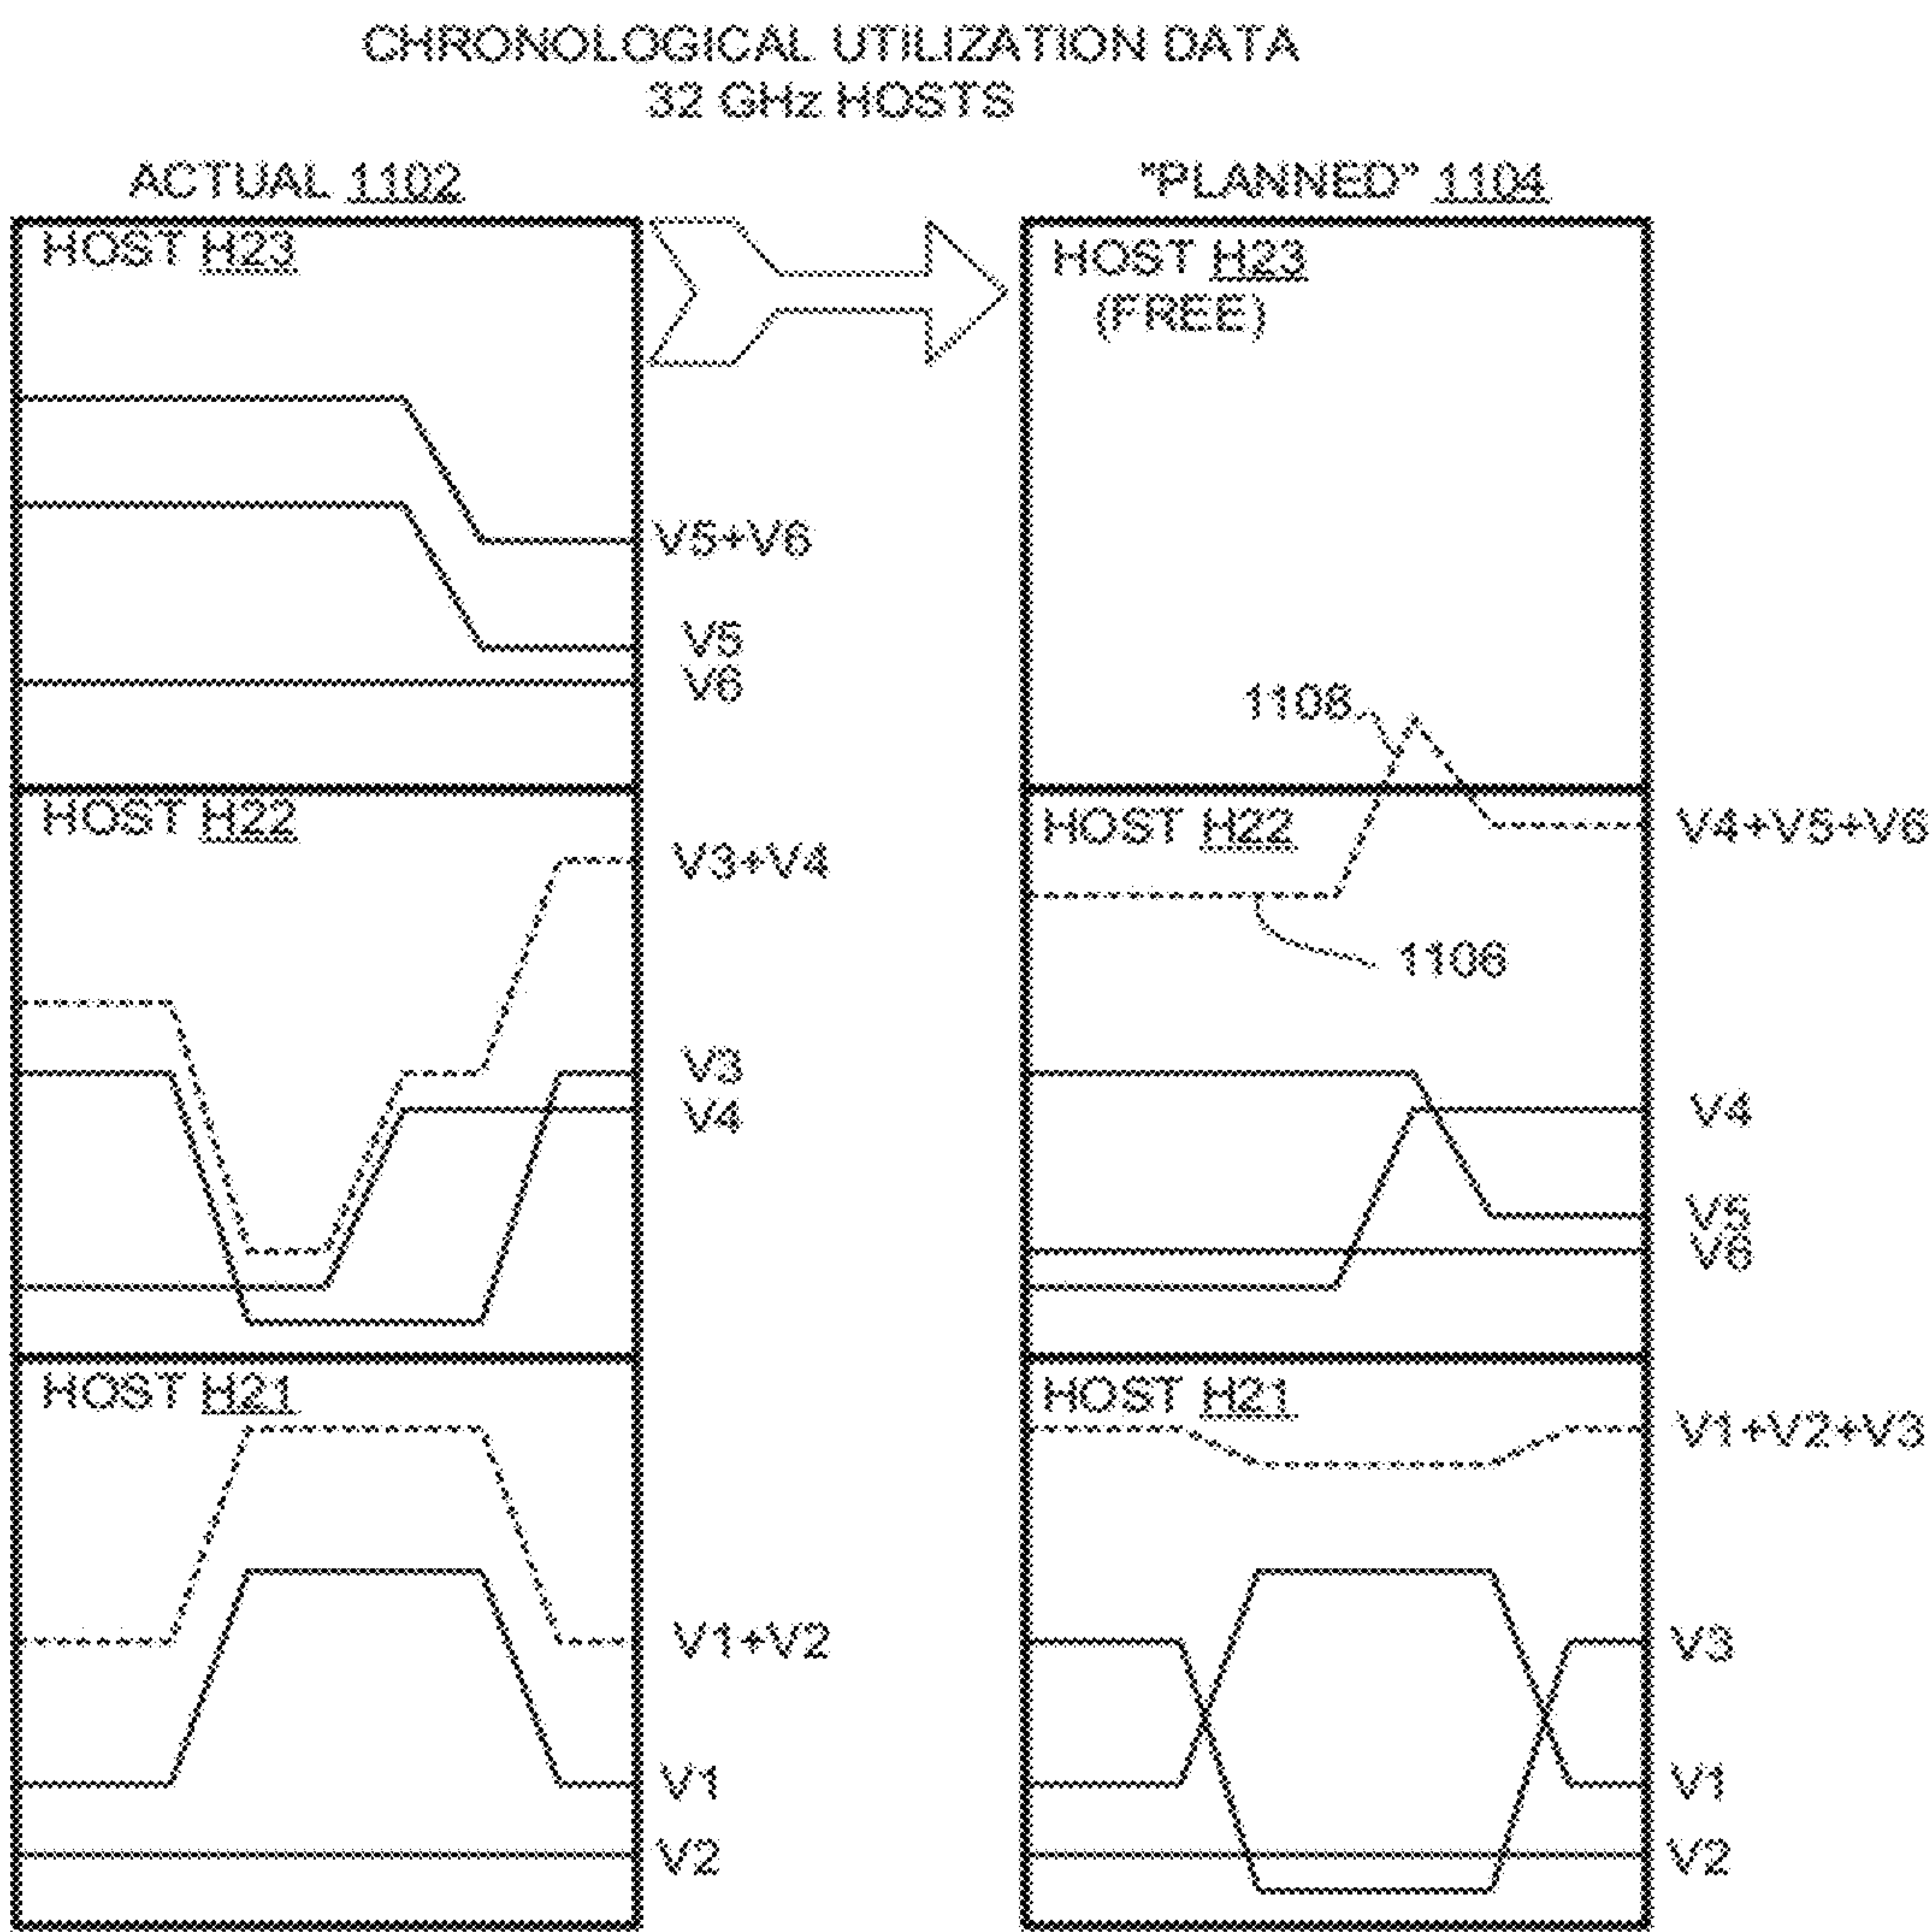 CHRONOLOGICAL UTILIZATION DATA
32 GHz HOSTS
ACTUAL 1102
"PLANNED" 1104
HOST H23
V5+V6
V5
V6
HOST H22
V3+V4
V3
V4
HOST H21
V1+V2
V1
V2
HOST H23
(FREE)
1108
HOST H22
V4+V5+V6
1106
V4
V5
V6
HOST H21
V1+V2+V3
V3
V1
V2